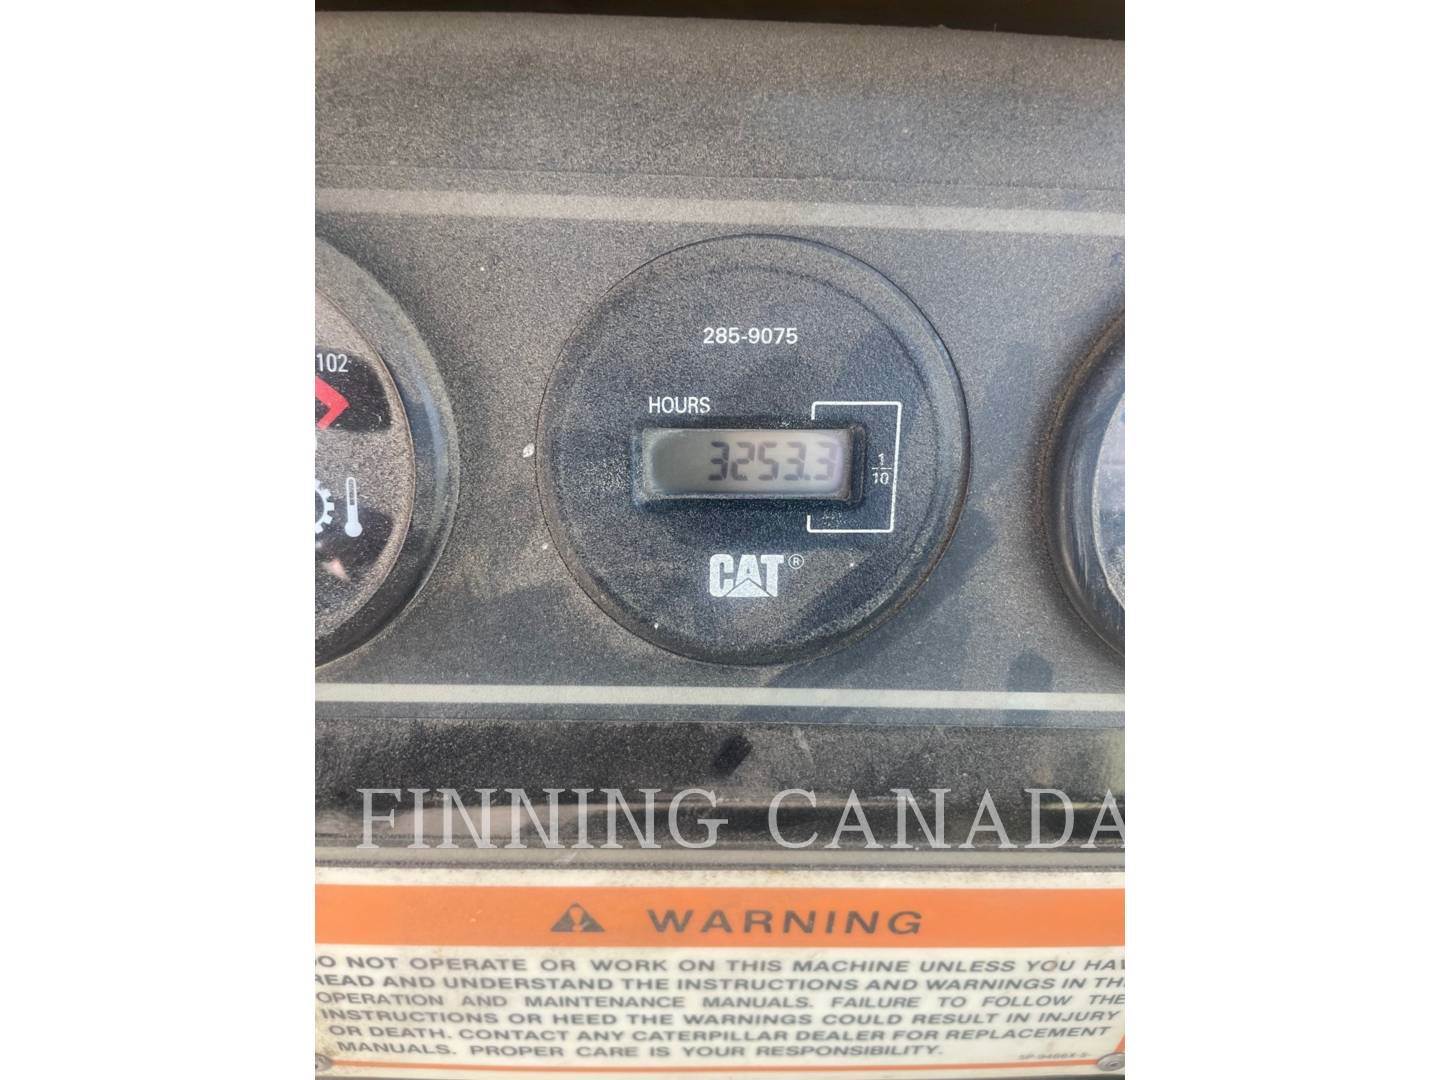 285-9075
102
HOURS
3253.3
1
10
CAT®
FINNING CANADA
WARNING
DO NOT OPERATE OR WORK ON THIS MACHINE UNLESS YOU HAV
READ AND UNDERSTAND THE INSTRUCTIONS AND WARNINGS IN TH
OPERATION AND MAINTENANCE MANUALS. FAILURE TO FOLLOW THE
INSTRUCTIONS OR HEED THE WARNINGS COULD RESULT IN INJURY
OR DEATH. CONTACT ANY CATERPILLAR DEALER FOR REPLACEMENT
MANUALS. PROPER CARE IS YOUR RESPONSIBILITY.